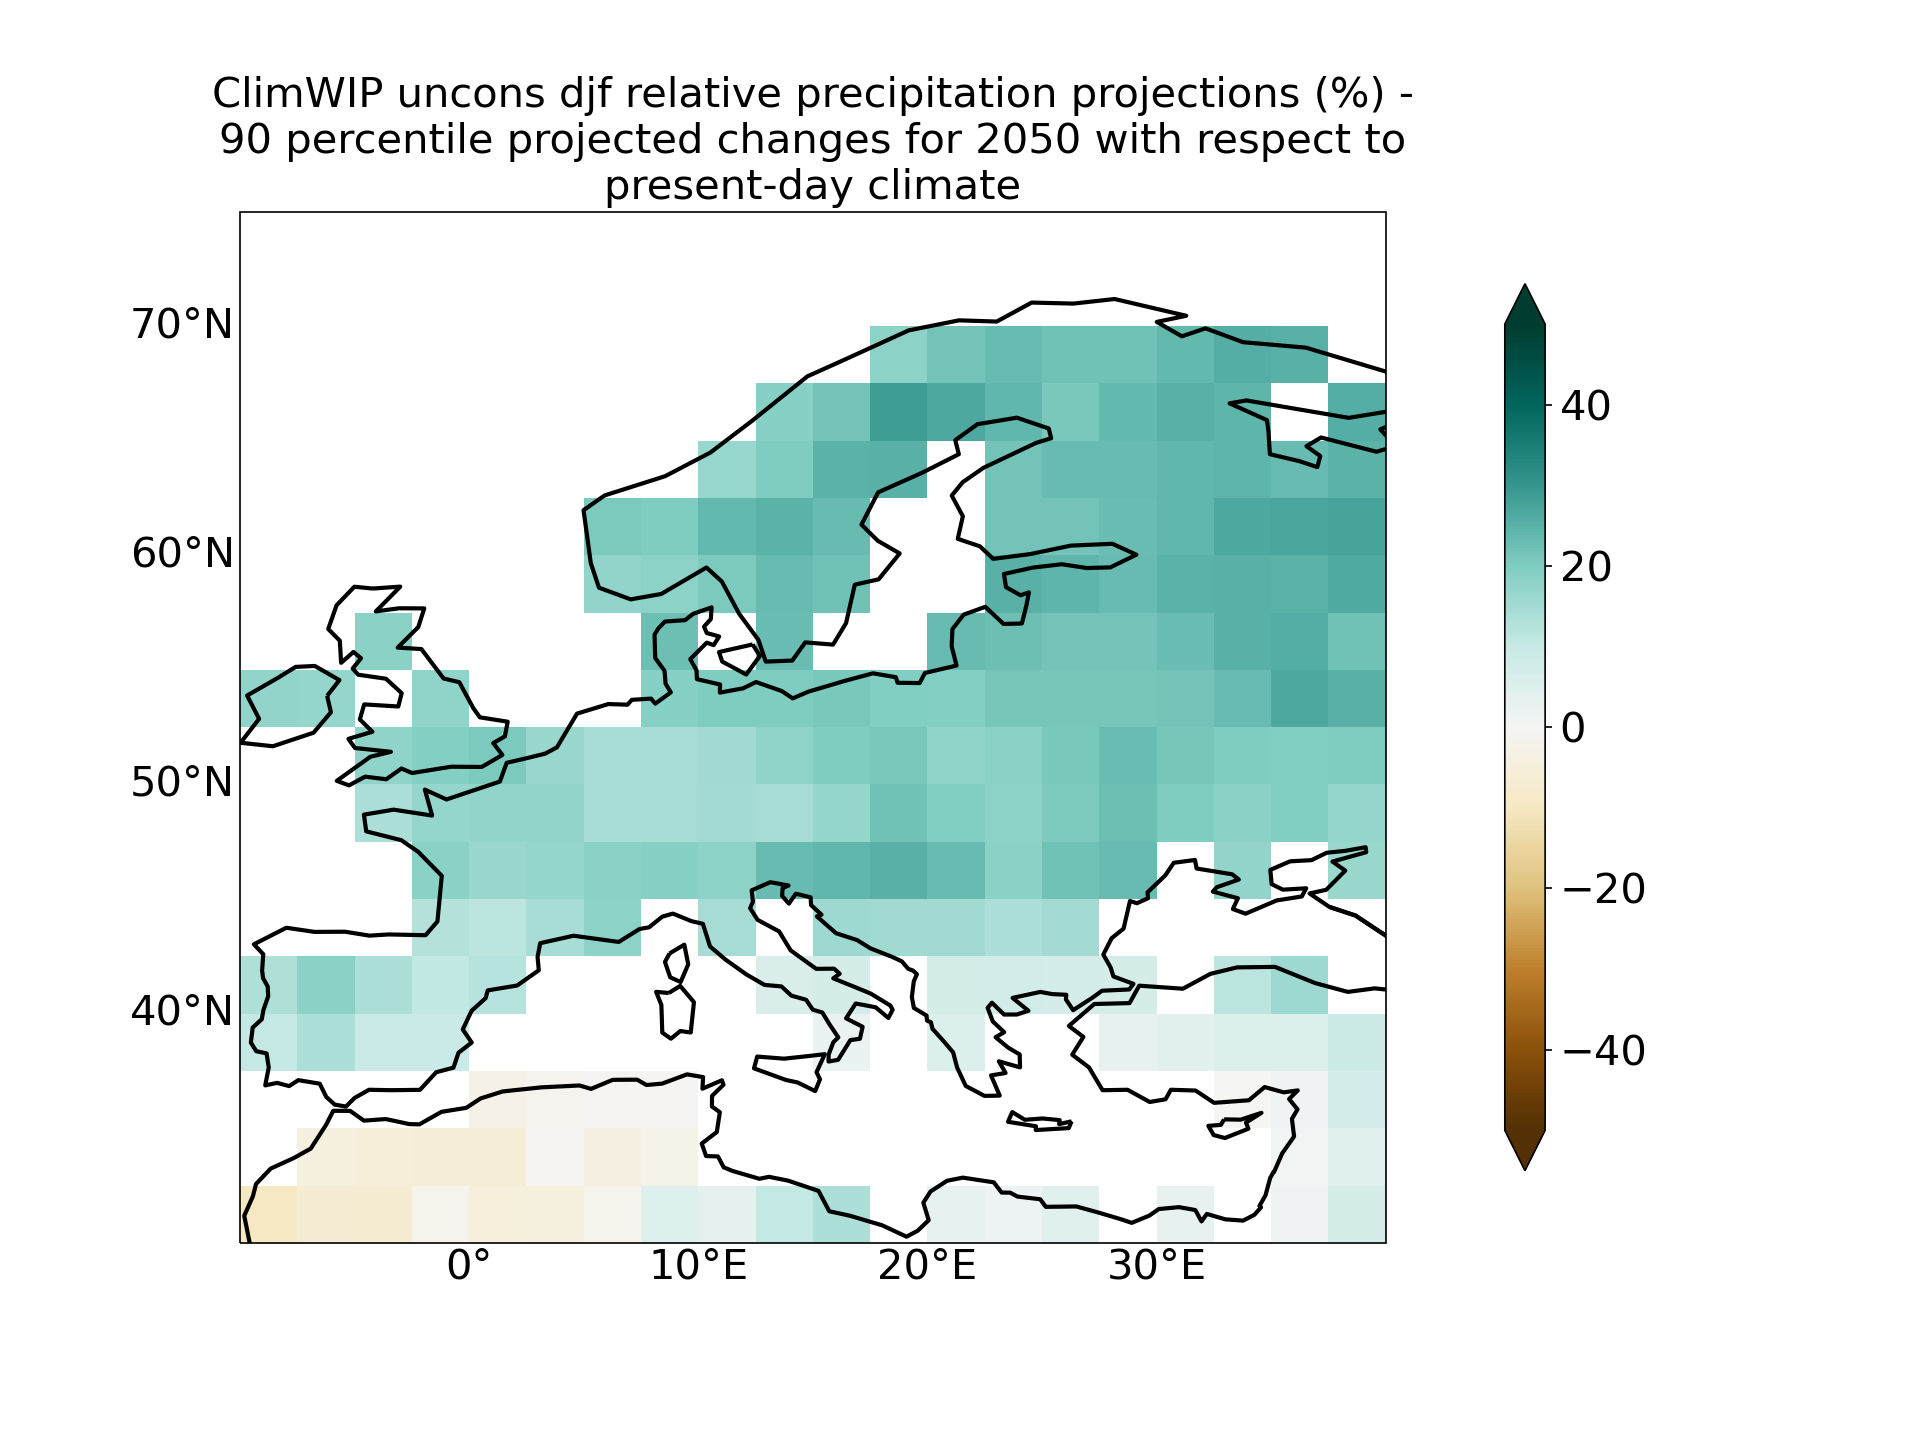 ClimWIP uncons djf relative precipitation projections (%) -
90 percentile projected changes for 2050 with respect to
present-day climate
70°N
60°N
50°N
40°N
0°
10°E
20°E
30°E
40
20
0
−20
−40